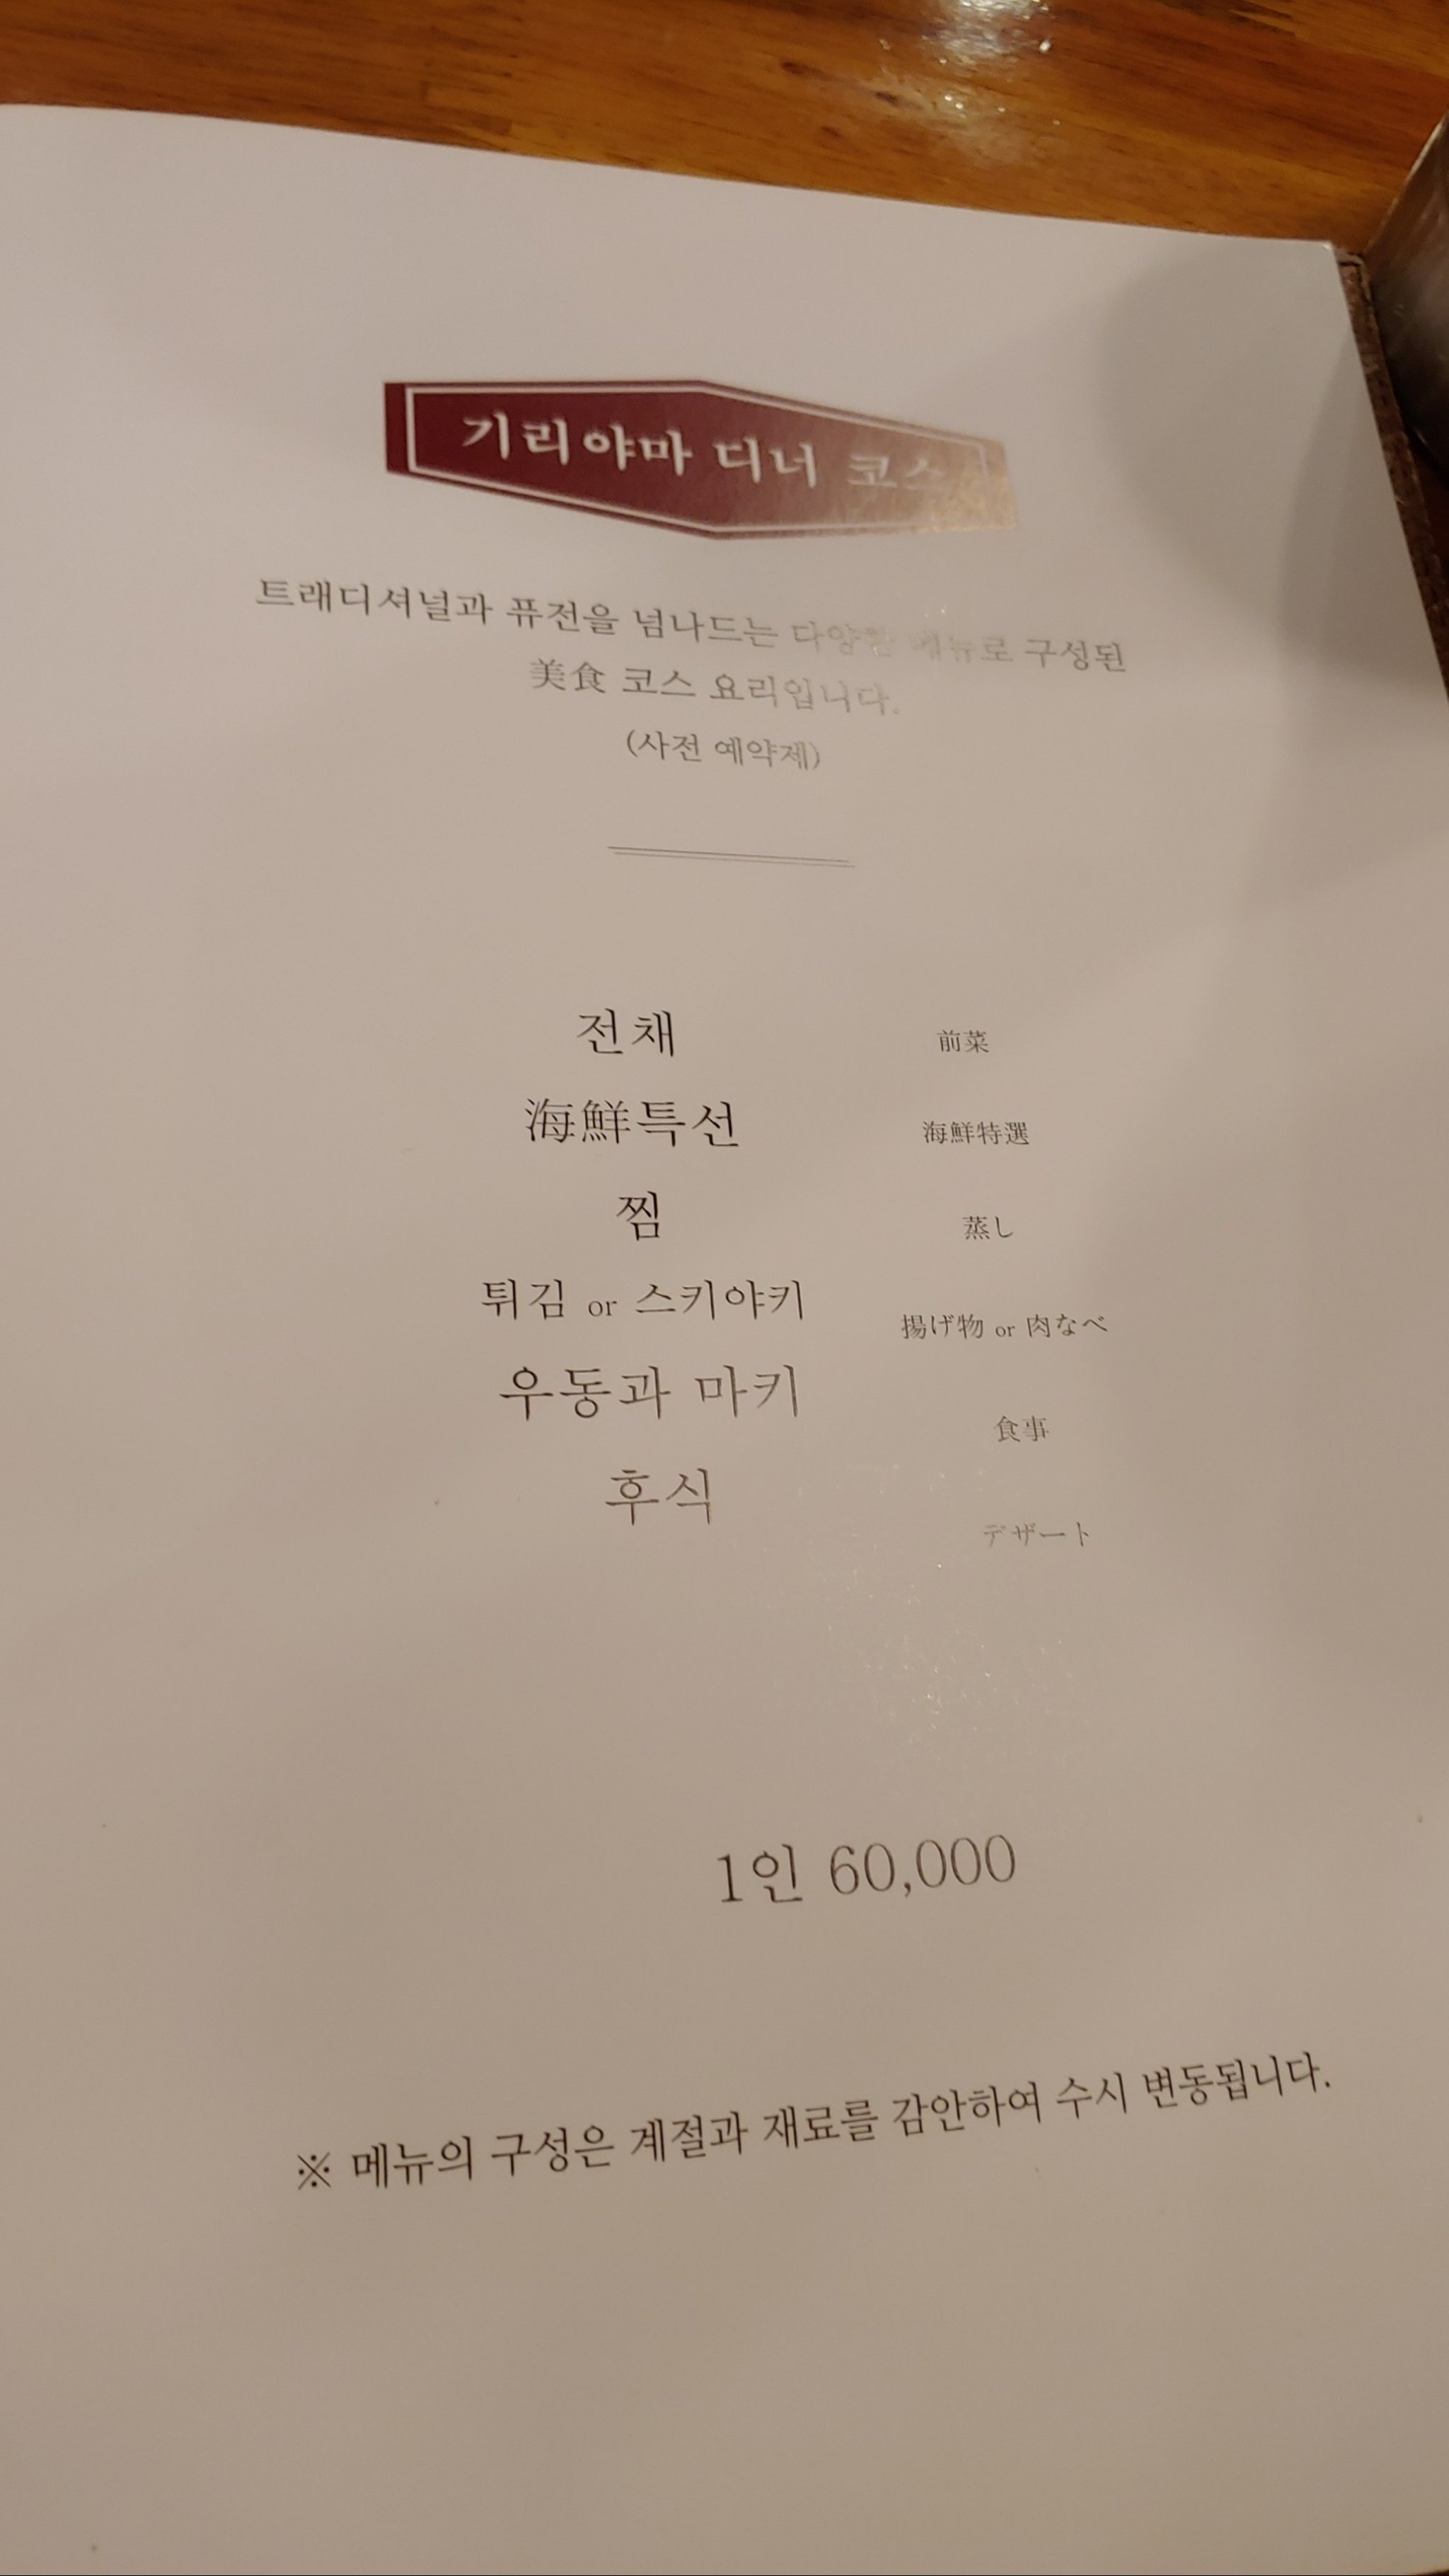 기리야마 디너 코스
트래디셔널과 퓨전을 넘나드는 다양한 메뉴로 구성된
美食 코스 요리입니다.
(사전 예약제)
전채 前菜
海鮮특선 海鮮特選
찜 蒸し
튀김 or 스키야키 揚げ物 or 肉なべ
우동과 마키 食事
후식 デザート
1인 60,000
※ 메뉴의 구성은 계절과 재료를 감안하여 수시 변동됩니다.